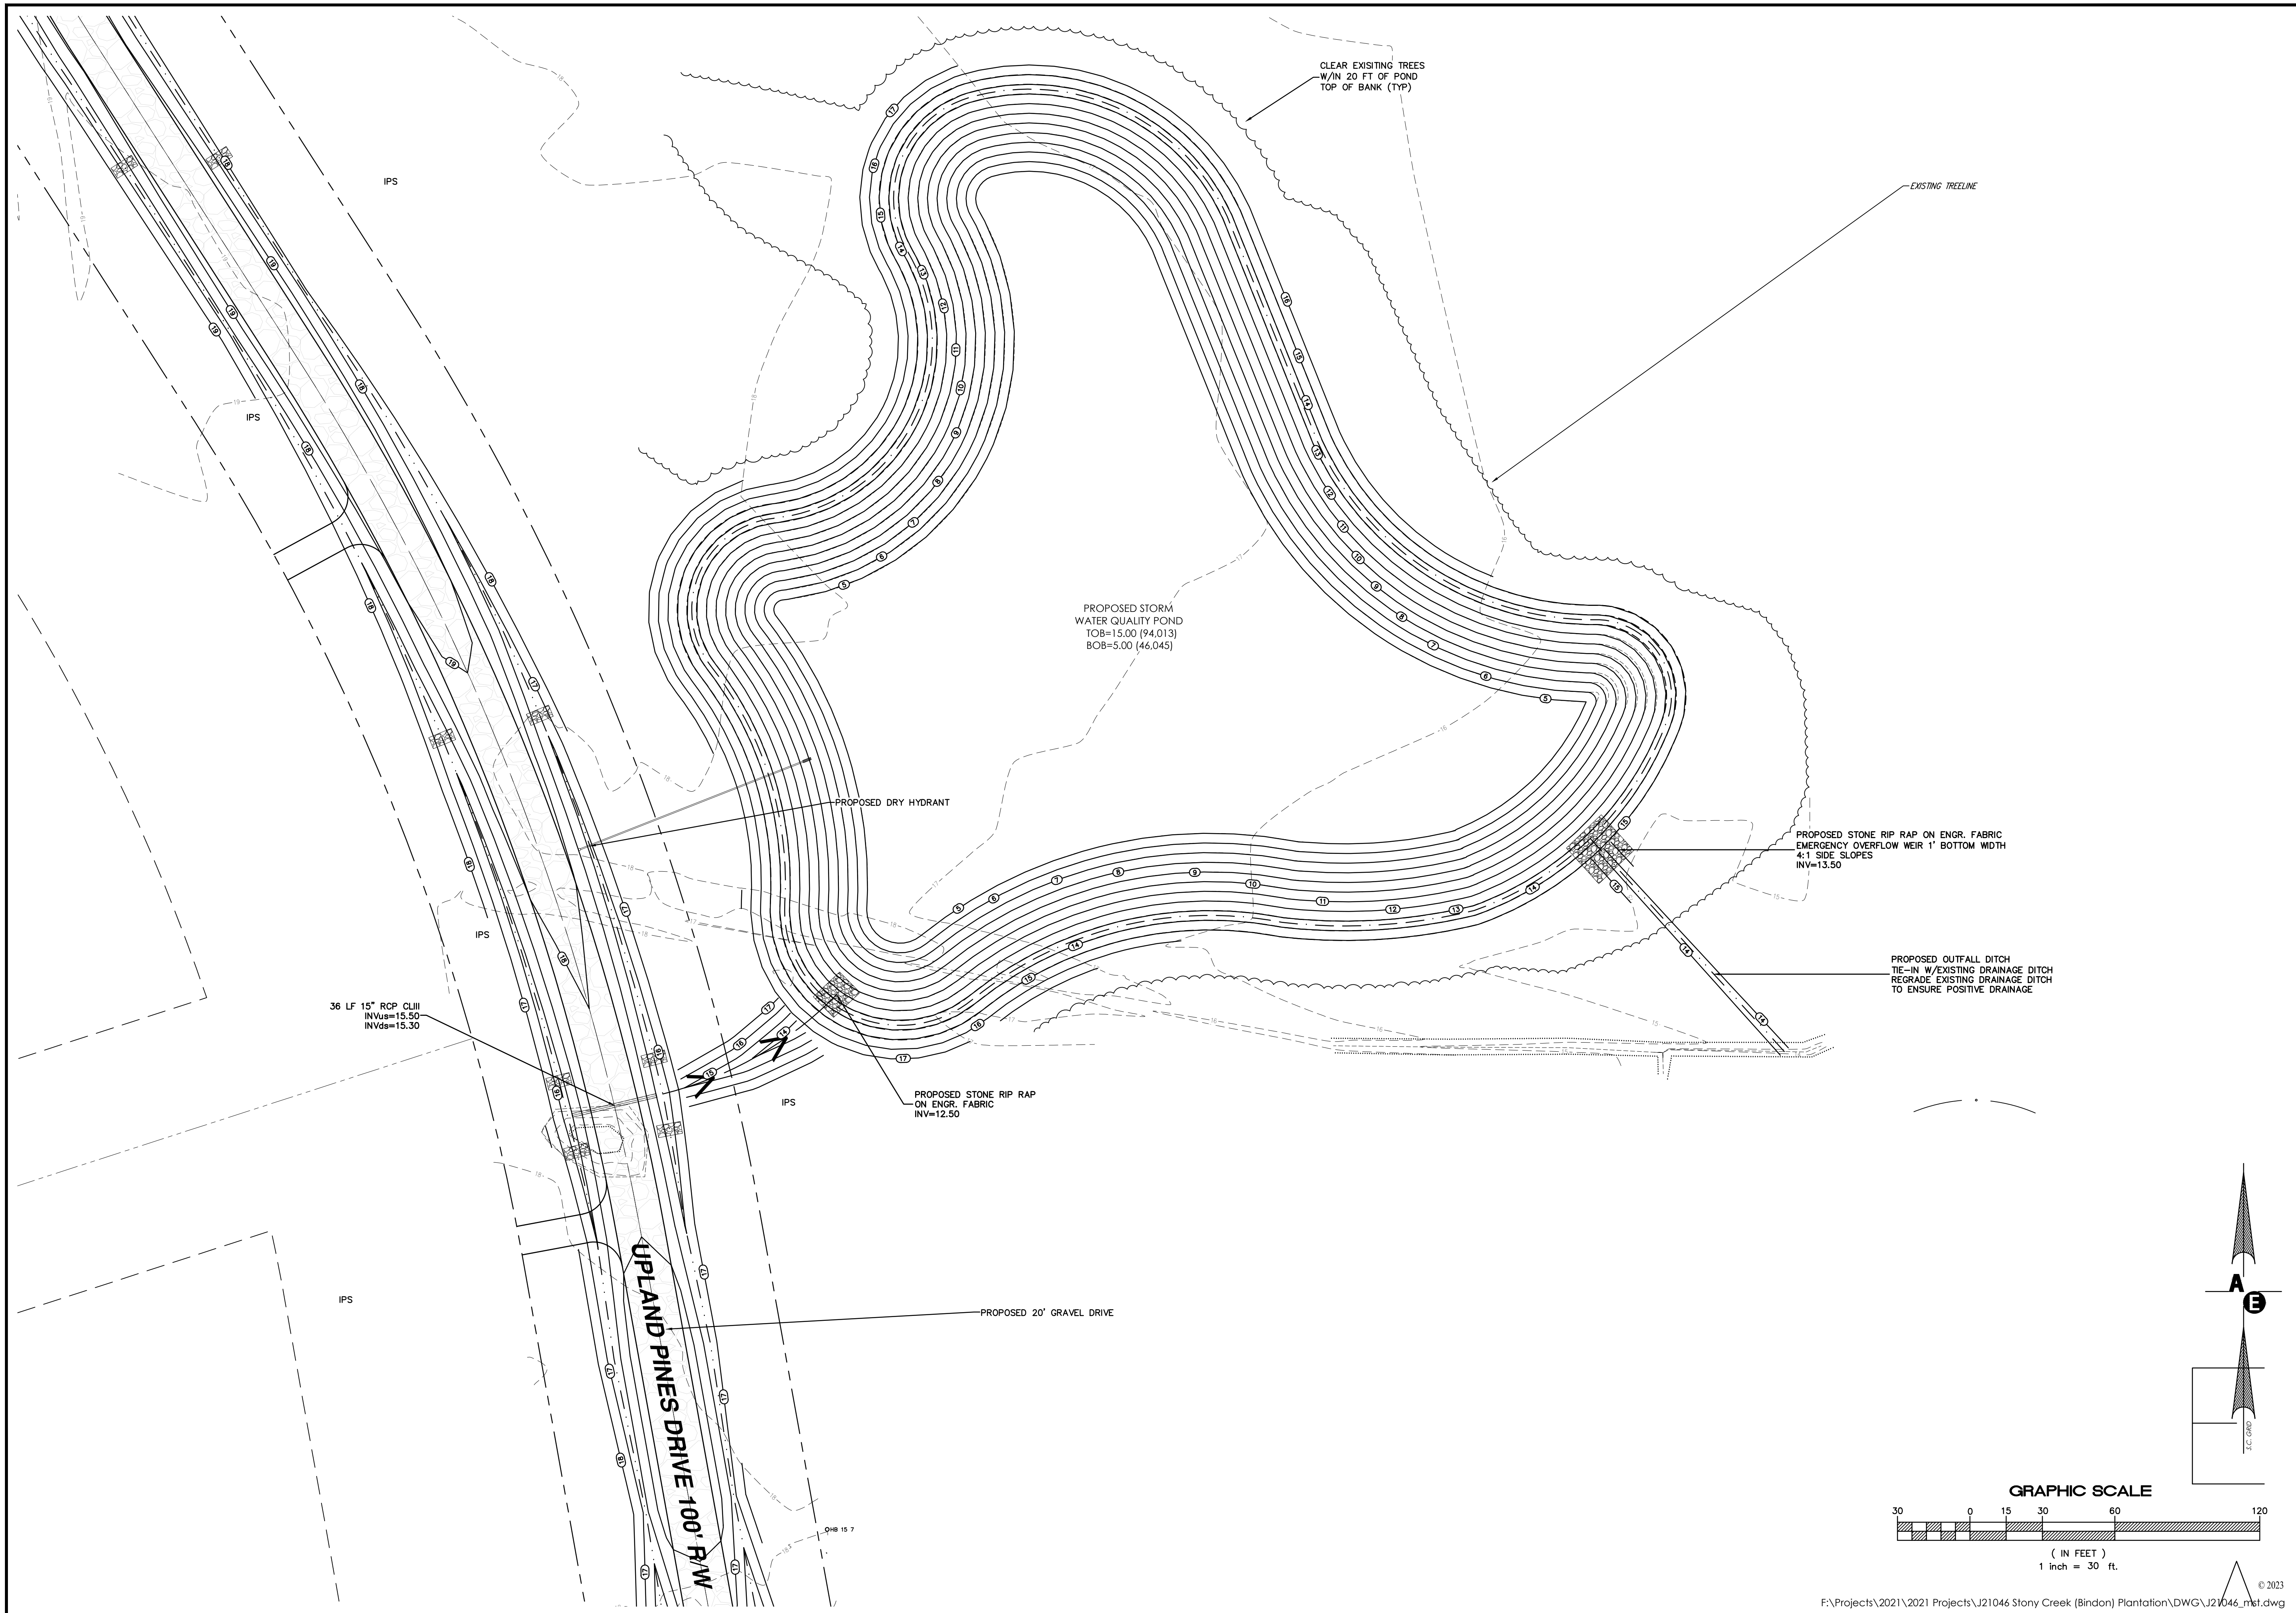 CLEAR EXISITING TREES
W/IN 20 FT OF POND
TOP OF BANK (TYP)
EXISTING TREELINE
IPS
IPS
PROPOSED STORM
WATER QUALITY POND
TOB=15.00 (94,013)
BOB=5.00 (46,045)
PROPOSED DRY HYDRANT
PROPOSED STONE RIP RAP ON ENGR. FABRIC
EMERGENCY OVERFLOW WEIR 1' BOTTOM WIDTH
4:1 SIDE SLOPES
INV=13.50
IPS
PROPOSED OUTFALL DITCH
TIE-IN W/EXISTING DRAINAGE DITCH
REGRADE EXISTING DRAINAGE DITCH
TO ENSURE POSITIVE DRAINAGE
36 LF 15" RCP CLIII
INVus=15.50
INVds=15.30
PROPOSED STONE RIP RAP
ON ENGR. FABRIC
INV=12.50
IPS
IPS
PROPOSED 20' GRAVEL DRIVE
UPLAND PINES DRIVE 100' R/W
OHB 15 7
A
E
S.C. GRID
GRAPHIC SCALE
30 0 15 30 60 120
( IN FEET )
1 inch = 30 ft.
© 2023
F:\Projects\2021\2021 Projects\J21046 Stony Creek (Bindon) Plantation\DWG\J21046_mst.dwg